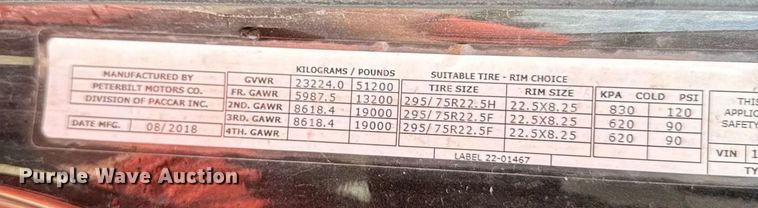 KILOGRAMS / POUNDS SUITABLE TIRE - RIM CHOICE
MANUFACTURED BY
PETERBILT MOTORS CO.
DIVISION OF PACCAR INC.
DATE MFG. 08/2018
GVWR 23224.0 51200 TIRE SIZE RIM SIZE KPA COLD PSI
FR. GAWR 5987.5 13200 295/75R22.5H 22.5X8.25 830 120
2ND. GAWR 8618.4 19000 295/75R22.5F 22.5X8.25 620 90
3RD. GAWR 8618.4 19000 295/75R22.5F 22.5X8.25 620 90
4TH. GAWR
LABEL 22-01467
THIS
APPLIC
SAFETY
VIN 1
TY
Purple Wave Auction